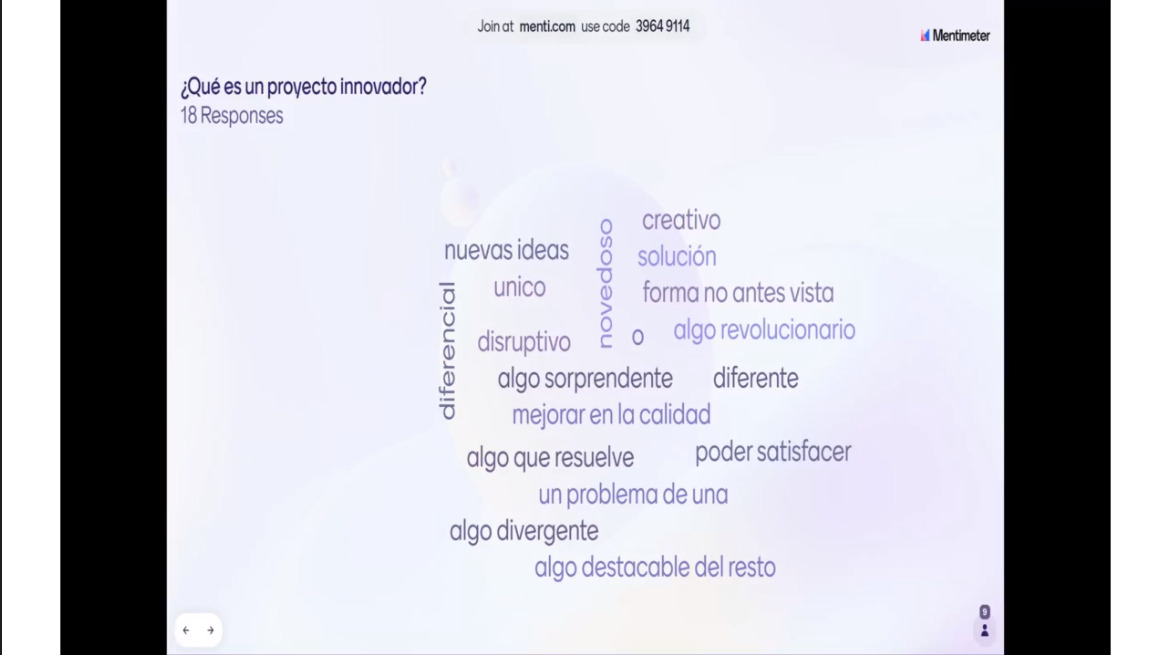 Join at menti.com use code 3964 9114
Mentimeter
¿Qué es un proyecto innovador?
18 Responses
creativo
nuevas ideas
novedoso
solución
unico
forma no antes vista
diferencial
disruptivo
o
algo revolucionario
algo sorprendente
diferente
mejorar en la calidad
algo que resuelve
poder satisfacer
un problema de una
algo divergente
algo destacable del resto
9